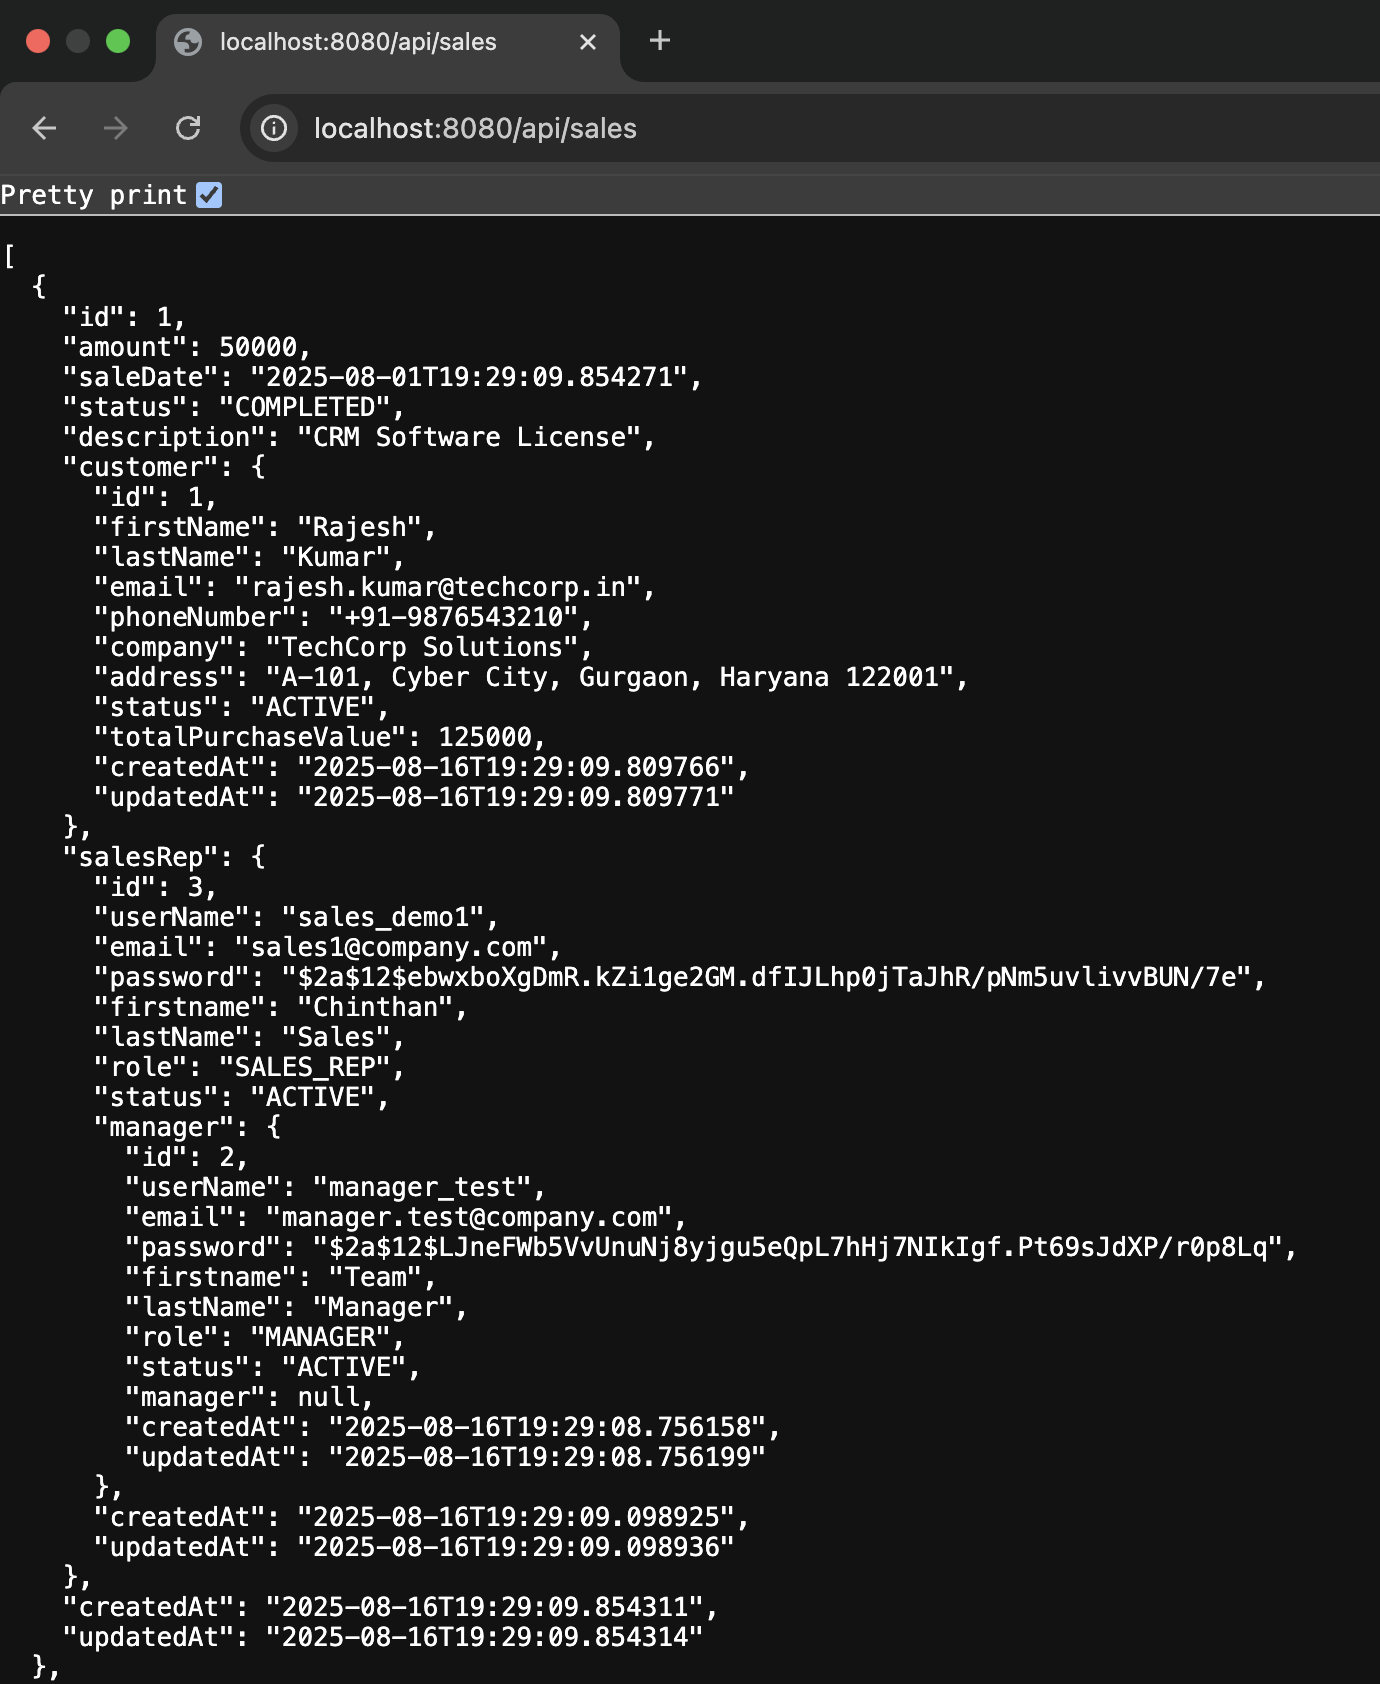 localhost:8080/api/sales
localhost:8080/api/sales
Pretty print
[
  {
    "id": 1,
    "amount": 50000,
    "saleDate": "2025-08-01T19:29:09.854271",
    "status": "COMPLETED",
    "description": "CRM Software License",
    "customer": {
      "id": 1,
      "firstName": "Rajesh",
      "lastName": "Kumar",
      "email": "rajesh.kumar@techcorp.in",
      "phoneNumber": "+91-9876543210",
      "company": "TechCorp Solutions",
      "address": "A-101, Cyber City, Gurgaon, Haryana 122001",
      "status": "ACTIVE",
      "totalPurchaseValue": 125000,
      "createdAt": "2025-08-16T19:29:09.809766",
      "updatedAt": "2025-08-16T19:29:09.809771"
    },
    "salesRep": {
      "id": 3,
      "userName": "sales_demo1",
      "email": "sales1@company.com",
      "password": "$2a$12$ebwxboXgDmR.kZi1ge2GM.dfIJLhp0jTaJhR/pNm5uvlivvBUN/7e",
      "firstname": "Chinthan",
      "lastName": "Sales",
      "role": "SALES_REP",
      "status": "ACTIVE",
      "manager": {
        "id": 2,
        "userName": "manager_test",
        "email": "manager.test@company.com",
        "password": "$2a$12$LJneFWb5VvUnuNj8yjgu5eQpL7hHj7NIkIgf.Pt69sJdXP/r0p8Lq",
        "firstname": "Team",
        "lastName": "Manager",
        "role": "MANAGER",
        "status": "ACTIVE",
        "manager": null,
        "createdAt": "2025-08-16T19:29:08.756158",
        "updatedAt": "2025-08-16T19:29:08.756199"
      },
      "createdAt": "2025-08-16T19:29:09.098925",
      "updatedAt": "2025-08-16T19:29:09.098936"
    },
    "createdAt": "2025-08-16T19:29:09.854311",
    "updatedAt": "2025-08-16T19:29:09.854314"
  },